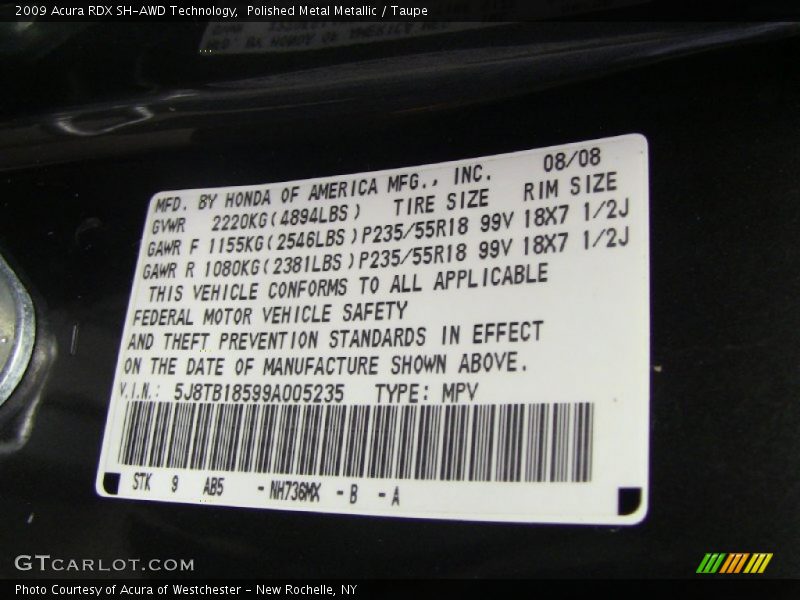 2009 Acura RDX SH-AWD Technology,  Polished Metal Metallic / Taupe
MFD. BY HONDA OF AMERICA MFG., INC. 08/08
GVWR 2220KG(4894LBS) TIRE SIZE RIM SIZE
GAWR F 1155KG(2546LBS)P235/55R18 99V 18X7 1/2J
GAWR R 1080KG(2381LBS)P235/55R18 99V 18X7 1/2J
THIS VEHICLE CONFORMS TO ALL APPLICABLE
FEDERAL MOTOR VEHICLE SAFETY
AND THEFT PREVENTION STANDARDS IN EFFECT
ON THE DATE OF MANUFACTURE SHOWN ABOVE.
V.I.N.: 5J8TB18599A005235 TYPE: MPV
STK 9 AB5 -NH736MX -B -A
GTCARLOT.COM
Photo Courtesy of Acura of Westchester - New Rochelle, NY